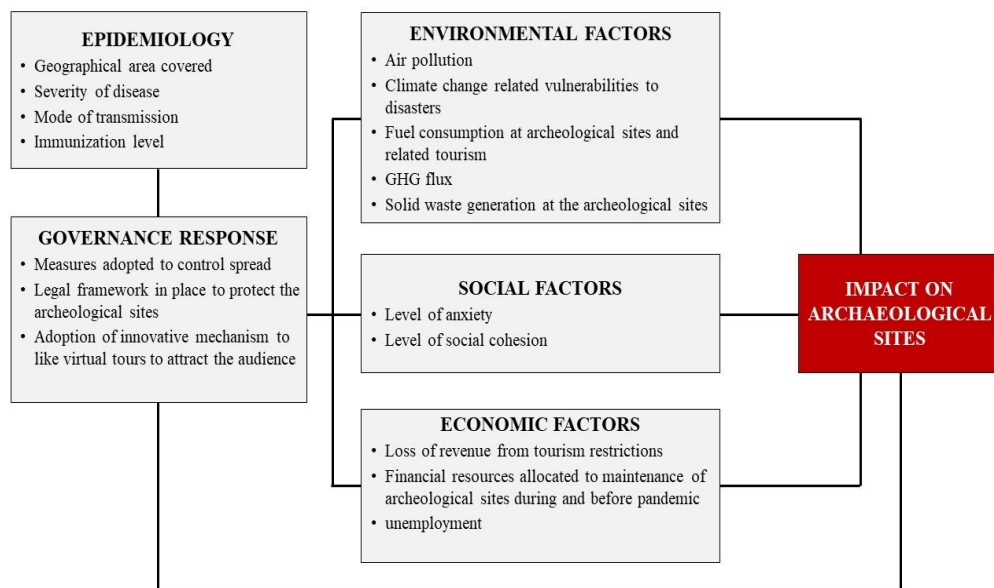 EPIDEMIOLOGY
• Geographical area covered
• Severity of disease
• Mode of transmission
• Immunization level
GOVERNANCE RESPONSE
• Measures adopted to control spread
• Legal framework in place to protect the
archeological sites
• Adoption of innovative mechanism to
like virtual tours to attract the audience
ENVIRONMENTAL FACTORS
• Air pollution
• Climate change related vulnerabilities to
disasters
• Fuel consumption at archeological sites and
related tourism
• GHG flux
• Solid waste generation at the archeological sites
SOCIAL FACTORS
• Level of anxiety
• Level of social cohesion
ECONOMIC FACTORS
• Loss of revenue from tourism restrictions
• Financial resources allocated to maintenance of
archeological sites during and before pandemic
• unemployment
IMPACT ON
ARCHAEOLOGICAL
SITES